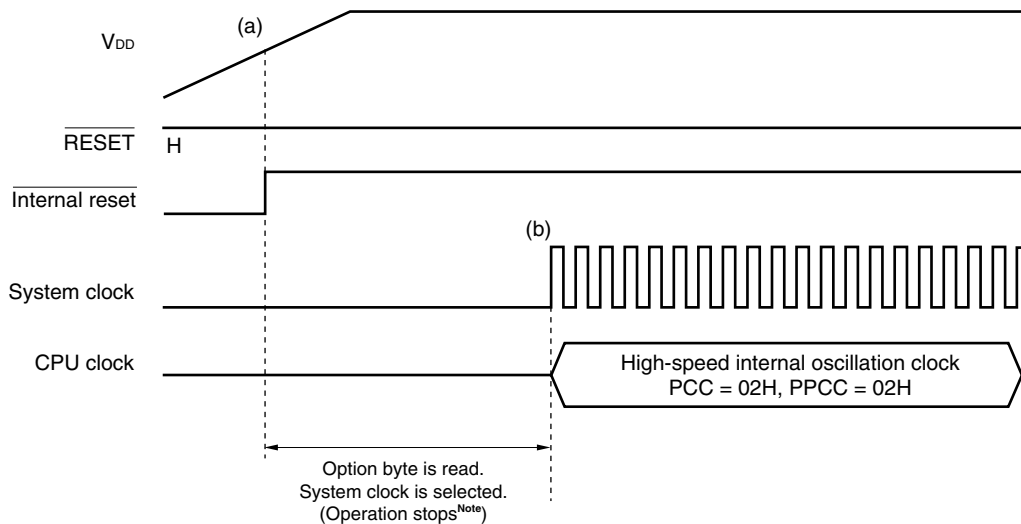 (a)
VDD
RESET
H
Internal reset
(b)
System clock
CPU clock
High-speed internal oscillation clock
PCC = 02H, PPCC = 02H
Option byte is read.
System clock is selected.
(Operation stopsNote)